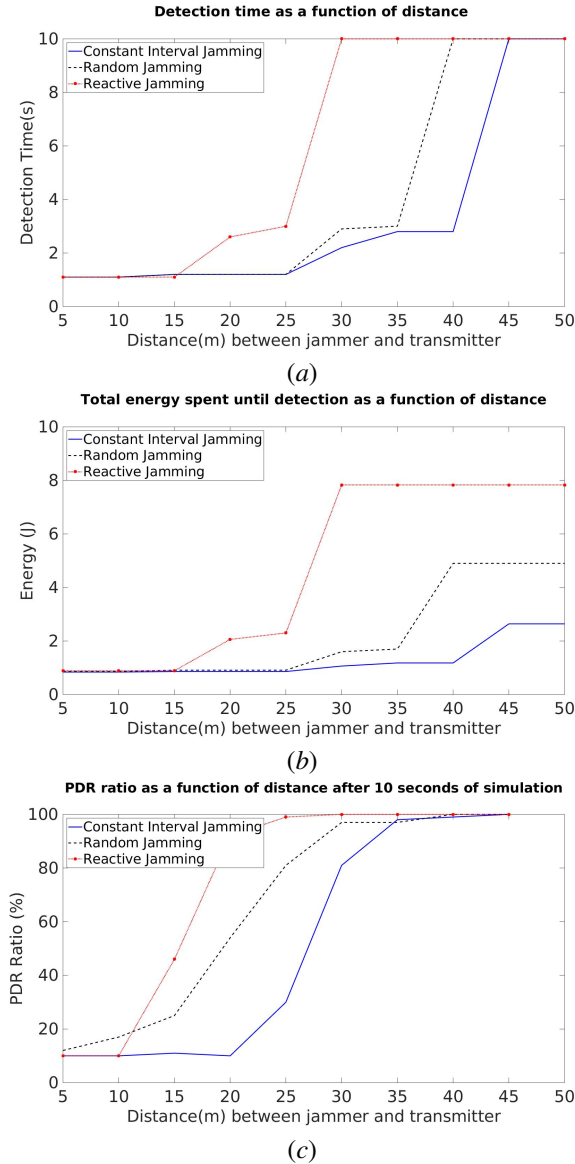 Detection time as a function of distance
10
8
6
4
2
0
Detection Time(s)
Constant Interval Jamming
Random Jamming
Reactive Jamming
5 10 15 20 25 30 35 40 45 50
Distance(m) between jammer and transmitter
(a)
Total energy spent until detection as a function of distance
10
8
6
4
2
0
Energy (J)
Constant Interval Jamming
Random Jamming
Reactive Jamming
5 10 15 20 25 30 35 40 45 50
Distance(m) between jammer and transmitter
(b)
PDR ratio as a function of distance after 10 seconds of simulation
100
80
60
40
20
0
PDR Ratio (%)
Constant Interval Jamming
Random Jamming
Reactive Jamming
5 10 15 20 25 30 35 40 45 50
Distance(m) between jammer and transmitter
(c)